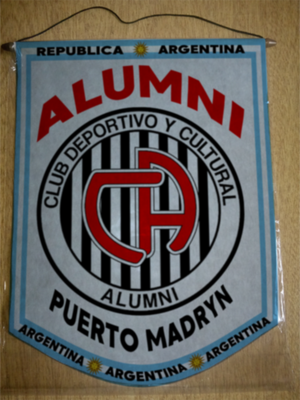 REPUBLICA ARGENTINA
ALUMNI
CLUB DEPORTIVO Y CULTURAL
CA
ALUMNI
PUERTO MADRYN
ARGENTINA ARGENTINA ARGENTINA